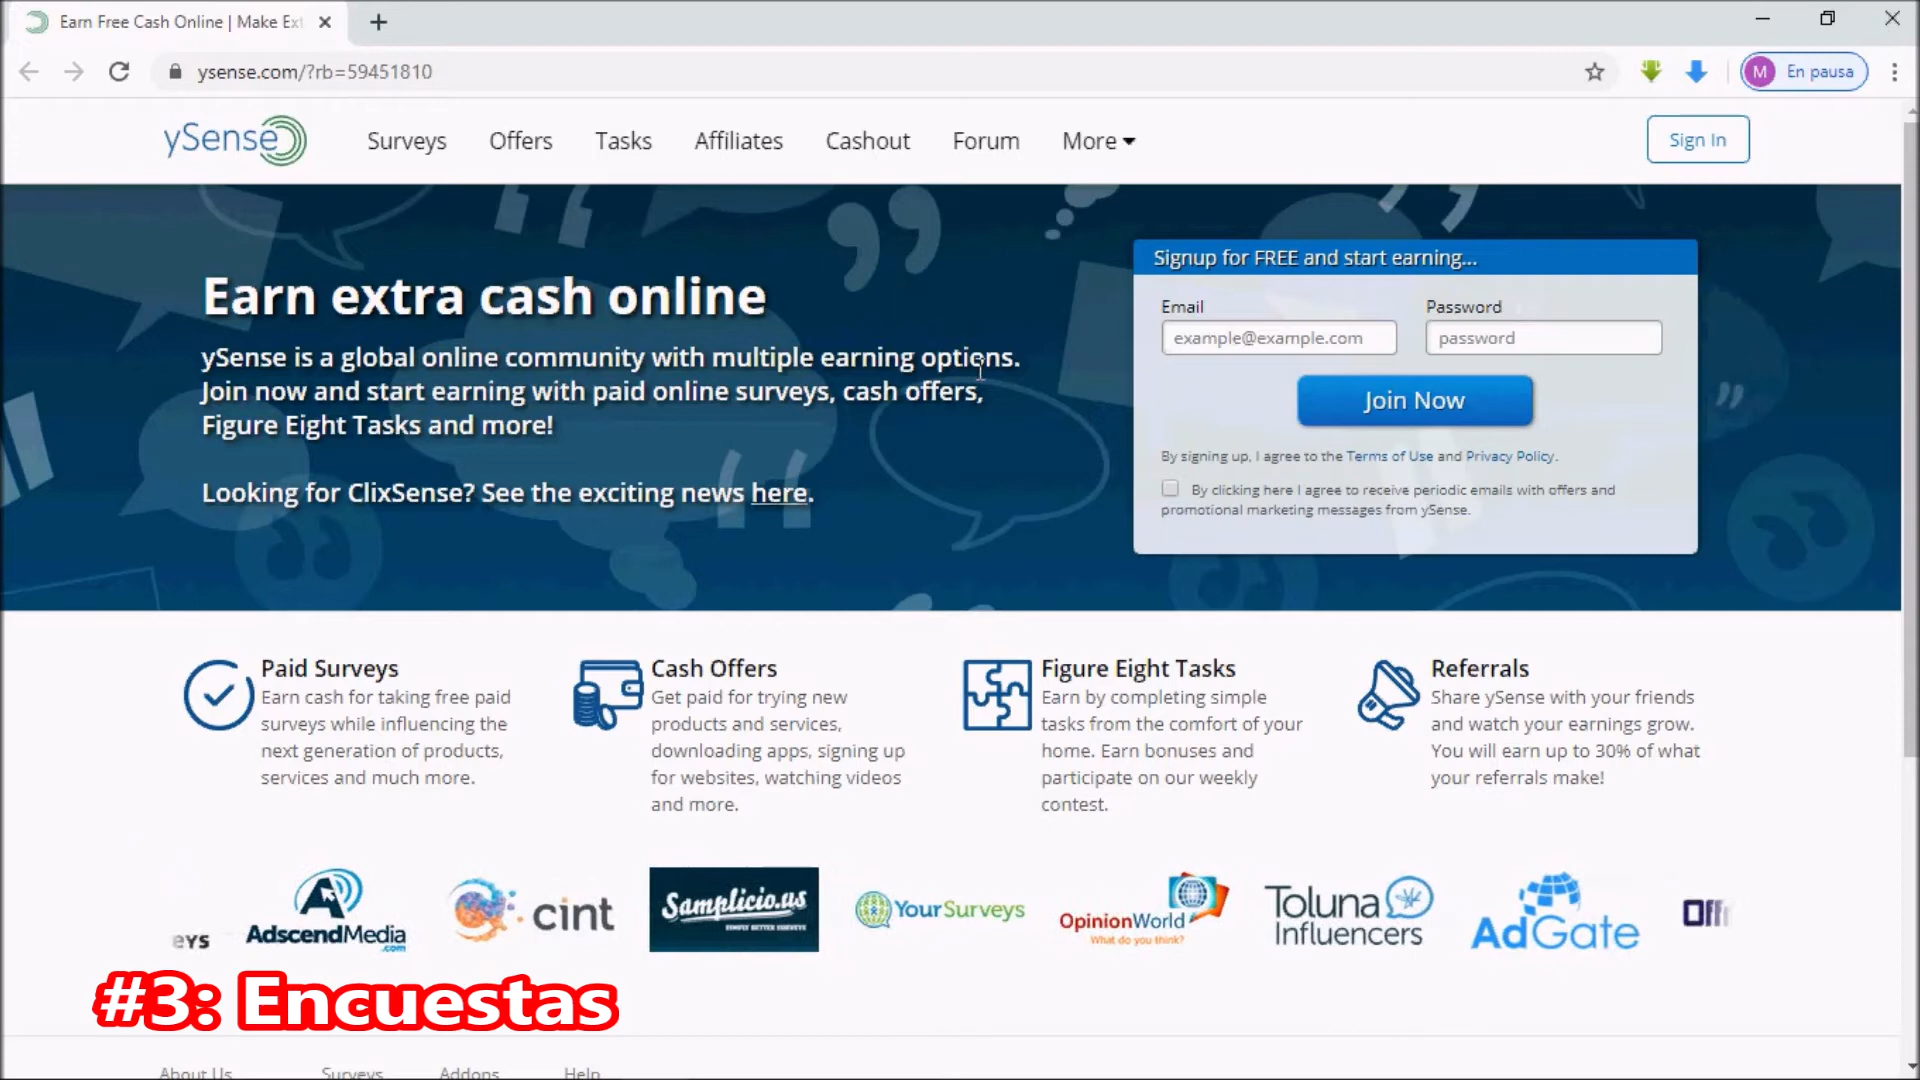 Earn Free Cash Online | Make Ext
ysense.com/?rb=59451810
M
En pausa
ySense
Surveys
Offers
Tasks
Affiliates
Cashout
Forum
More
Sign In
Earn extra cash online
ySense is a global online community with multiple earning options.
Join now and start earning with paid online surveys, cash offers,
Figure Eight Tasks and more!
Looking for ClixSense? See the exciting news here.
Signup for FREE and start earning...
Email
Password
example@example.com
password
Join Now
By signing up, I agree to the Terms of Use and Privacy Policy.
By clicking here I agree to receive periodic emails with offers and
promotional marketing messages from ySense.
Paid Surveys
Earn cash for taking free paid
surveys while influencing the
next generation of products,
services and much more.
Cash Offers
Get paid for trying new
products and services,
downloading apps, signing up
for websites, watching videos
and more.
Figure Eight Tasks
Earn by completing simple
tasks from the comfort of your
home. Earn bonuses and
participate on our weekly
contest.
Referrals
Share ySense with your friends
and watch your earnings grow.
You will earn up to 30% of what
your referrals make!
eys
AdscendMedia
.com
cint
Samplicio.us
SIMPLY BETTER SURVEYS
YourSurveys
OpinionWorld
What do you think?
Toluna
Influencers
AdGate
#3: Encuestas
About Us
Surveys
Addons
Help